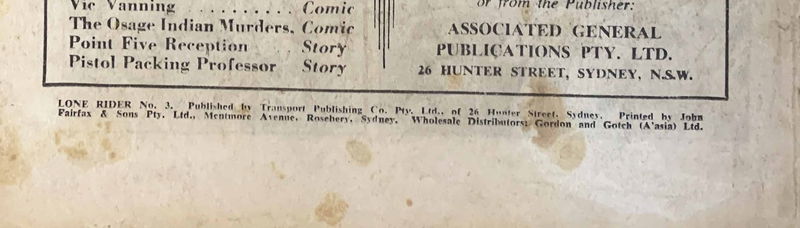 Vic Vanning .......... Comic
The Osage Indian Murders. Comic
Point Five Reception .. Story
Pistol Packing Professor Story
or from the Publisher:
ASSOCIATED GENERAL
PUBLICATIONS PTY. LTD.
26 HUNTER STREET, SYDNEY, N.S.W.
LONE RIDER No. 3. Published by Transport Publishing Co. Pty. Ltd., of 26 Hunter Street, Sydney. Printed by John
Fairfax & Sons Pty. Ltd., Mentmore Avenue, Rosebery, Sydney. Wholesale Distributors: Gordon and Gotch (A'asia) Ltd.